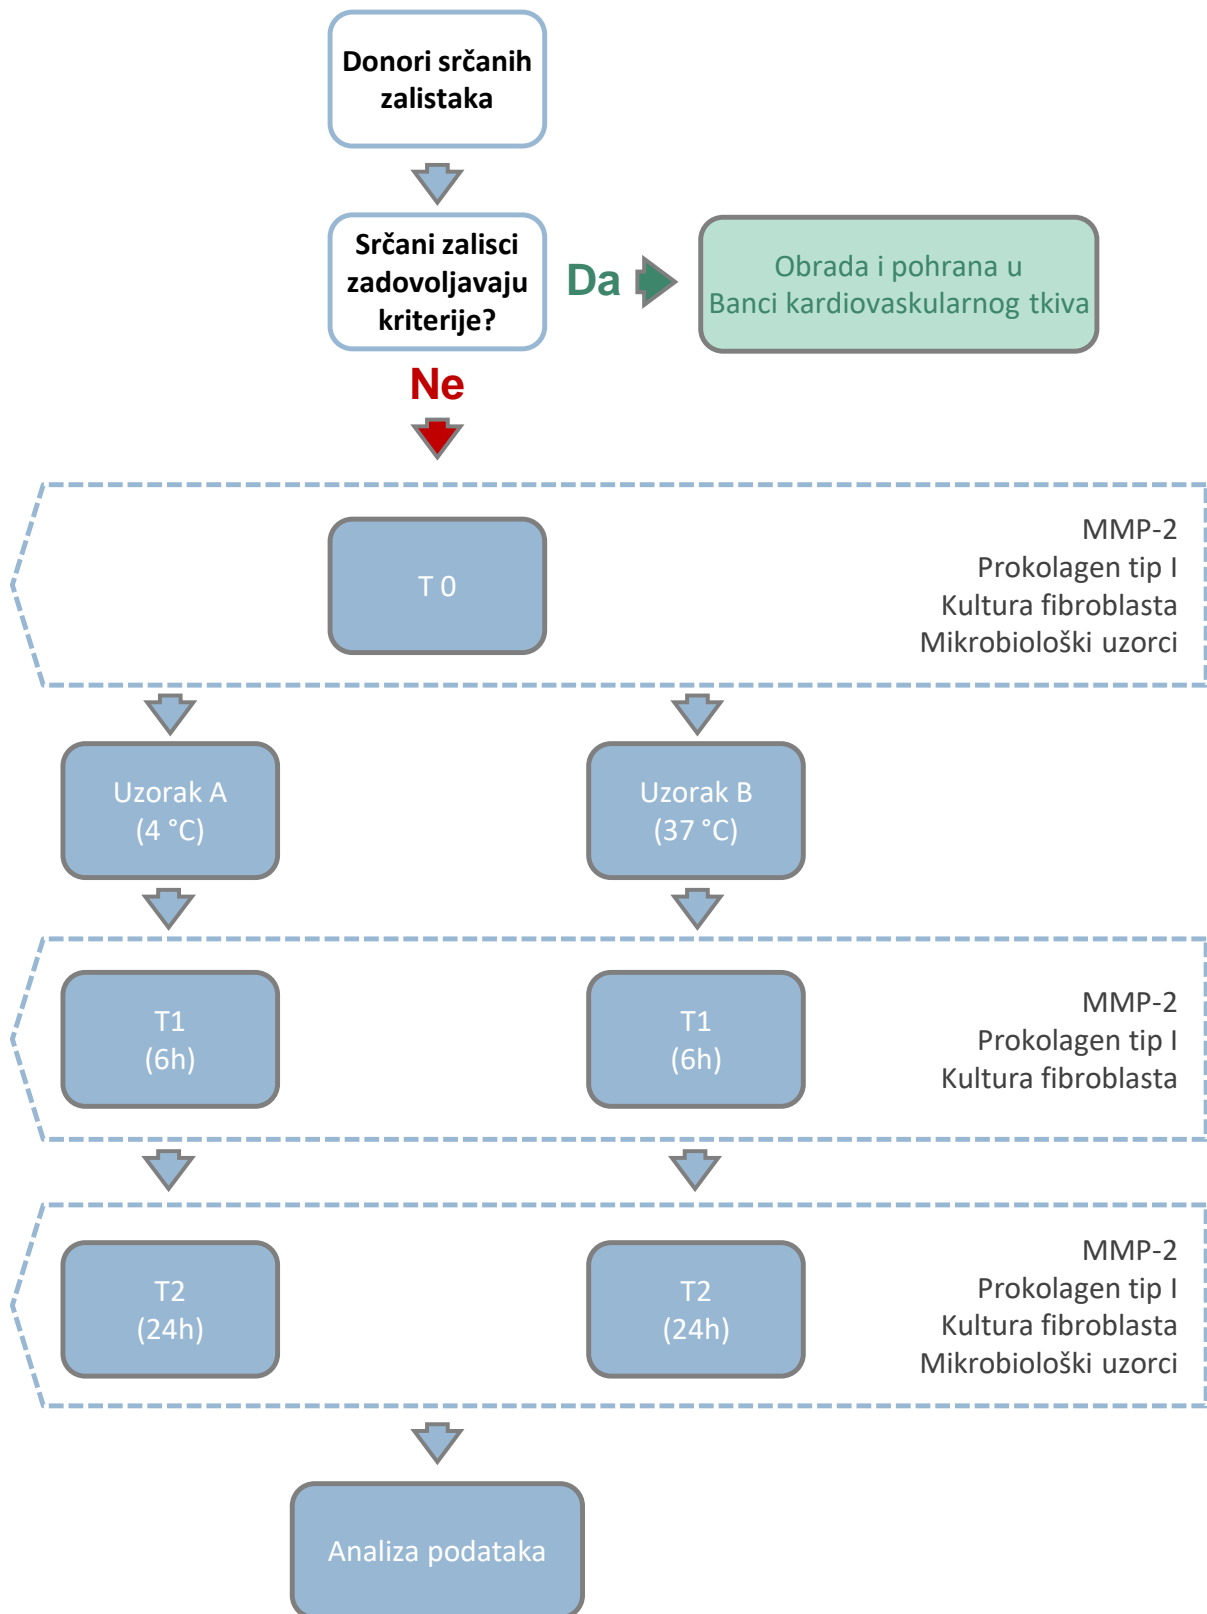 Donori srčanih
zalistaka
Srčani zalisci
zadovoljavaju
kriterije?
Da
Obrada i pohrana u
Banci kardiovaskularnog tkiva
Ne
T 0
MMP-2
Prokolagen tip I
Kultura fibroblasta
Mikrobiološki uzorci
Uzorak A
(4 °C)
Uzorak B
(37 °C)
T1
(6h)
T1
(6h)
MMP-2
Prokolagen tip I
Kultura fibroblasta
T2
(24h)
T2
(24h)
MMP-2
Prokolagen tip I
Kultura fibroblasta
Mikrobiološki uzorci
Analiza podataka